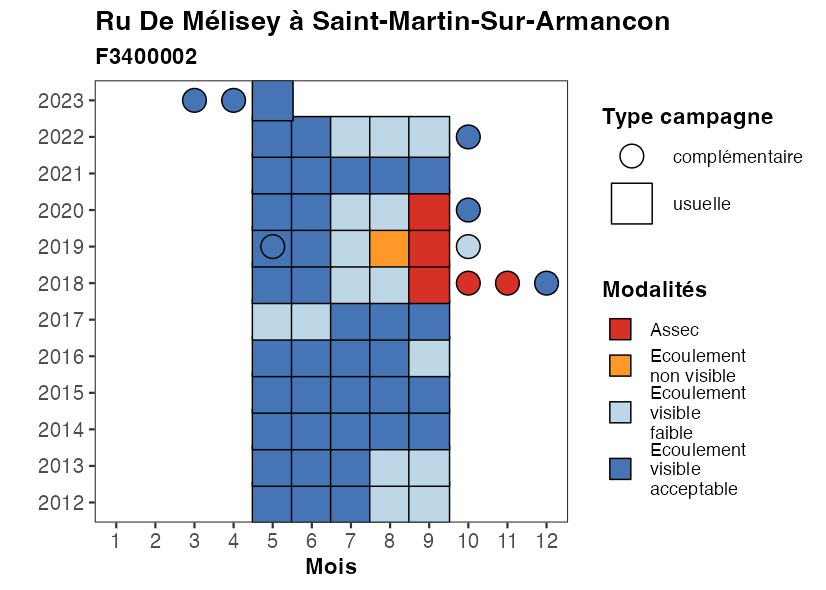 Ru De Mélisey à Saint-Martin-Sur-Armancon
F3400002
2023
2022
2021
2020
2019
2018
2017
2016
2015
2014
2013
2012
1 2 3 4 5 6 7 8 9 10 11 12
Mois
Type campagne
complémentaire
usuelle
Modalités
Assec
Ecoulement
non visible
Ecoulement
visible
faible
Ecoulement
visible
acceptable